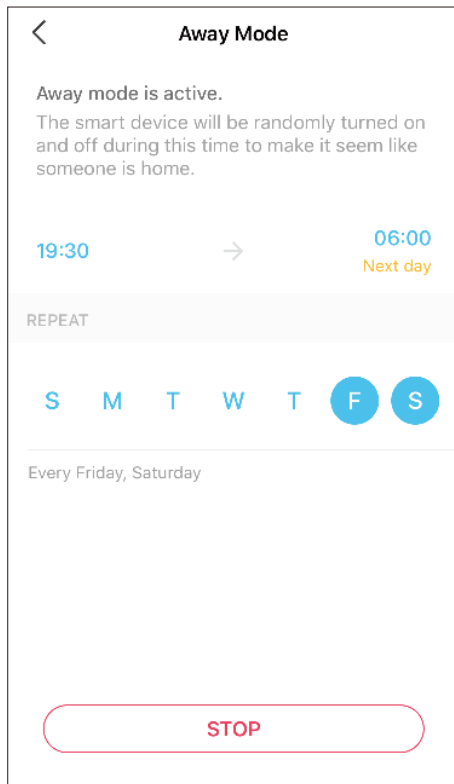 Away Mode
Away mode is active.
The smart device will be randomly turned on
and off during this time to make it seem like
someone is home.
19:30 → 06:00
Next day
REPEAT
S M T W T F S
Every Friday, Saturday
STOP